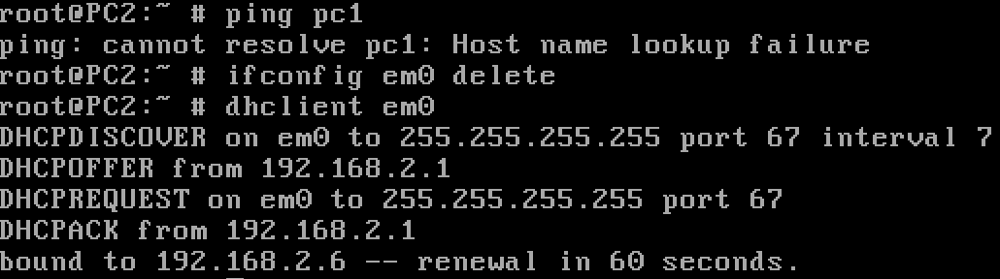 root@PC2:~ # ping pc1
ping: cannot resolve pc1: Host name lookup failure
root@PC2:~ # ifconfig em0 delete
root@PC2:~ # dhclient em0
DHCPDISCOVER on em0 to 255.255.255.255 port 67 interval 7
DHCPOFFER from 192.168.2.1
DHCPREQUEST on em0 to 255.255.255.255 port 67
DHCPACK from 192.168.2.1
bound to 192.168.2.6 -- renewal in 60 seconds.